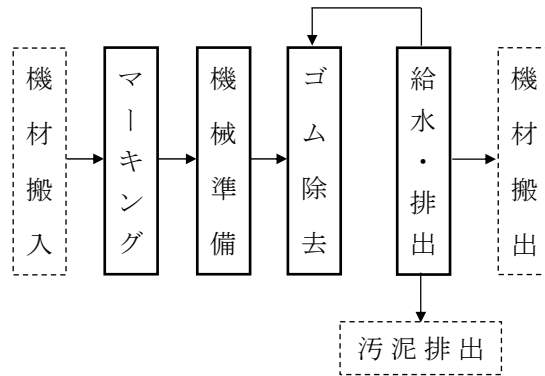 機材搬入
マーキング
機械準備
ゴム除去
給水・排出
機材搬出
汚泥排出